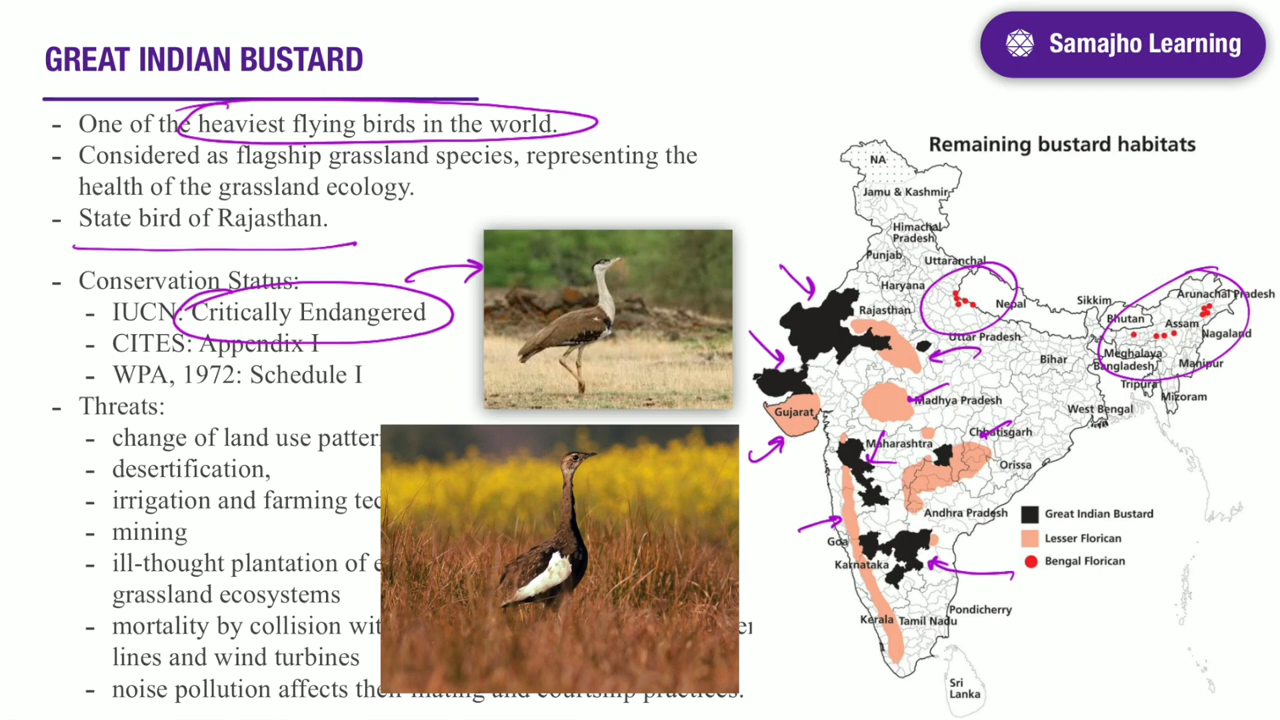 GREAT INDIAN BUSTARD
Samajho Learning
- One of the heaviest flying birds in the world.
- Considered as flagship grassland species, representing the
health of the grassland ecology.
- State bird of Rajasthan.
- Conservation Status:
- IUCN: Critically Endangered
- CITES: Appendix I
- WPA, 1972: Schedule I
- Threats:
- change of land use pattern
- desertification,
- irrigation and farming
- mining
- ill-thought plantation of
grassland ecosystems
- mortality by collision
lines and wind turbines
- noise pollution affects their mating and courtship practices.
Remaining bustard habitats
NA
Jamu & Kashmir
Himachal
Pradesh
Punjab
Uttaranchal
Haryana
Rajasthan
Nepal
Sikkim
Arunachal Pradesh
Bhutan
Assam
Nagaland
Uttar Pradesh
Meghalaya
Bihar
Bangladesh
Manipur
Tripura
Mizoram
Gujarat
Madhya Pradesh
West Bengal
Maharashtra
Chhatisgarh
Orissa
Andhra Pradesh
Goa
Karnataka
Pondicherry
Kerala
Tamil Nadu
Sri
Lanka
Great Indian Bustard
Lesser Florican
Bengal Florican